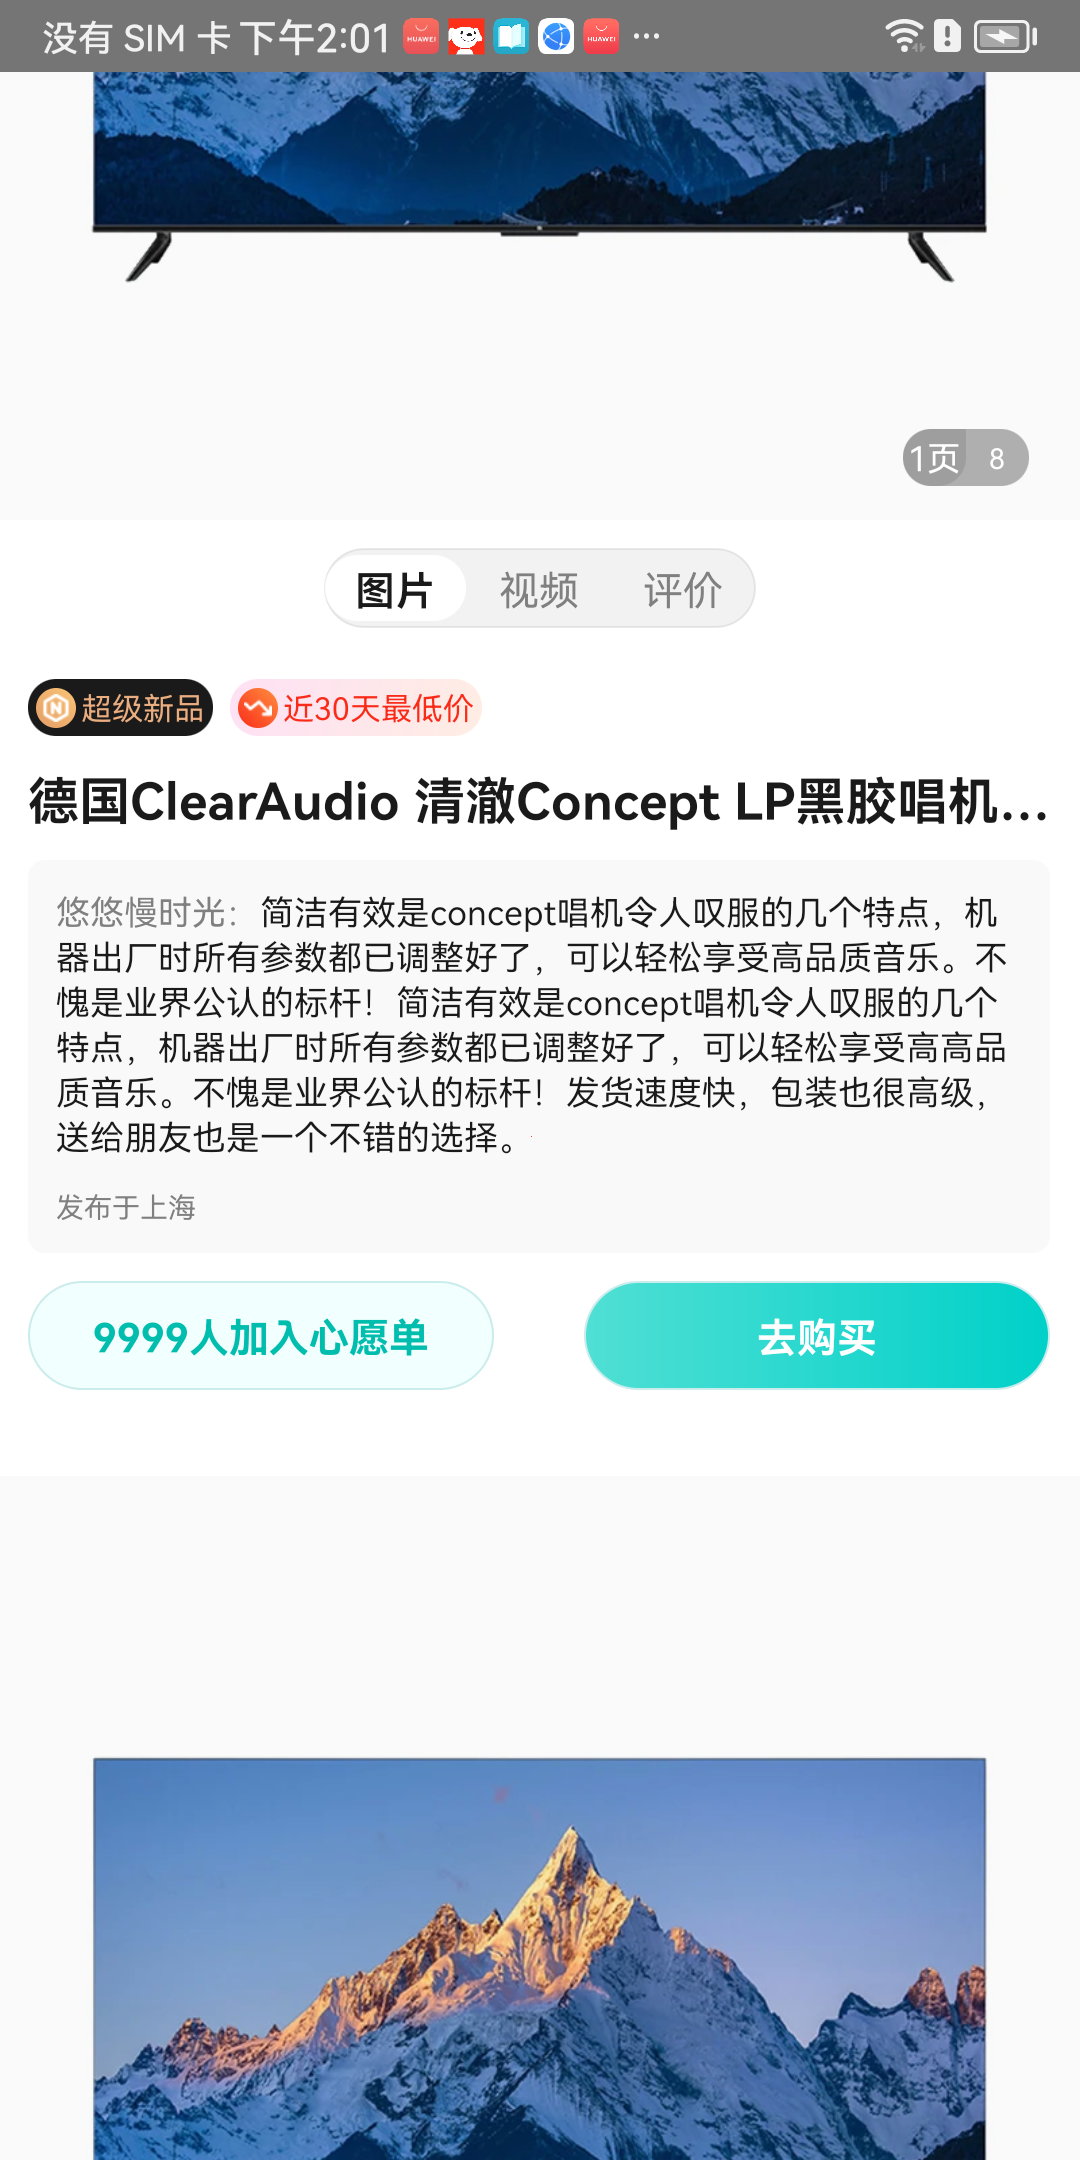 没有 SIM 卡 下午2:01
HUAWEI
HUAWEI
1页 8
图片 视频 评价
超级新品 近30天最低价
德国ClearAudio 清澈Concept LP黑胶唱机...
悠悠慢时光：简洁有效是concept唱机令人叹服的几个特点，机
器出厂时所有参数都已调整好了，可以轻松享受高品质音乐。不
愧是业界公认的标杆！简洁有效是concept唱机令人叹服的几个
特点，机器出厂时所有参数都已调整好了，可以轻松享受高高品
质音乐。不愧是业界公认的标杆！发货速度快，包装也很高级，
送给朋友也是一个不错的选择。
发布于上海
9999人加入心愿单 去购买